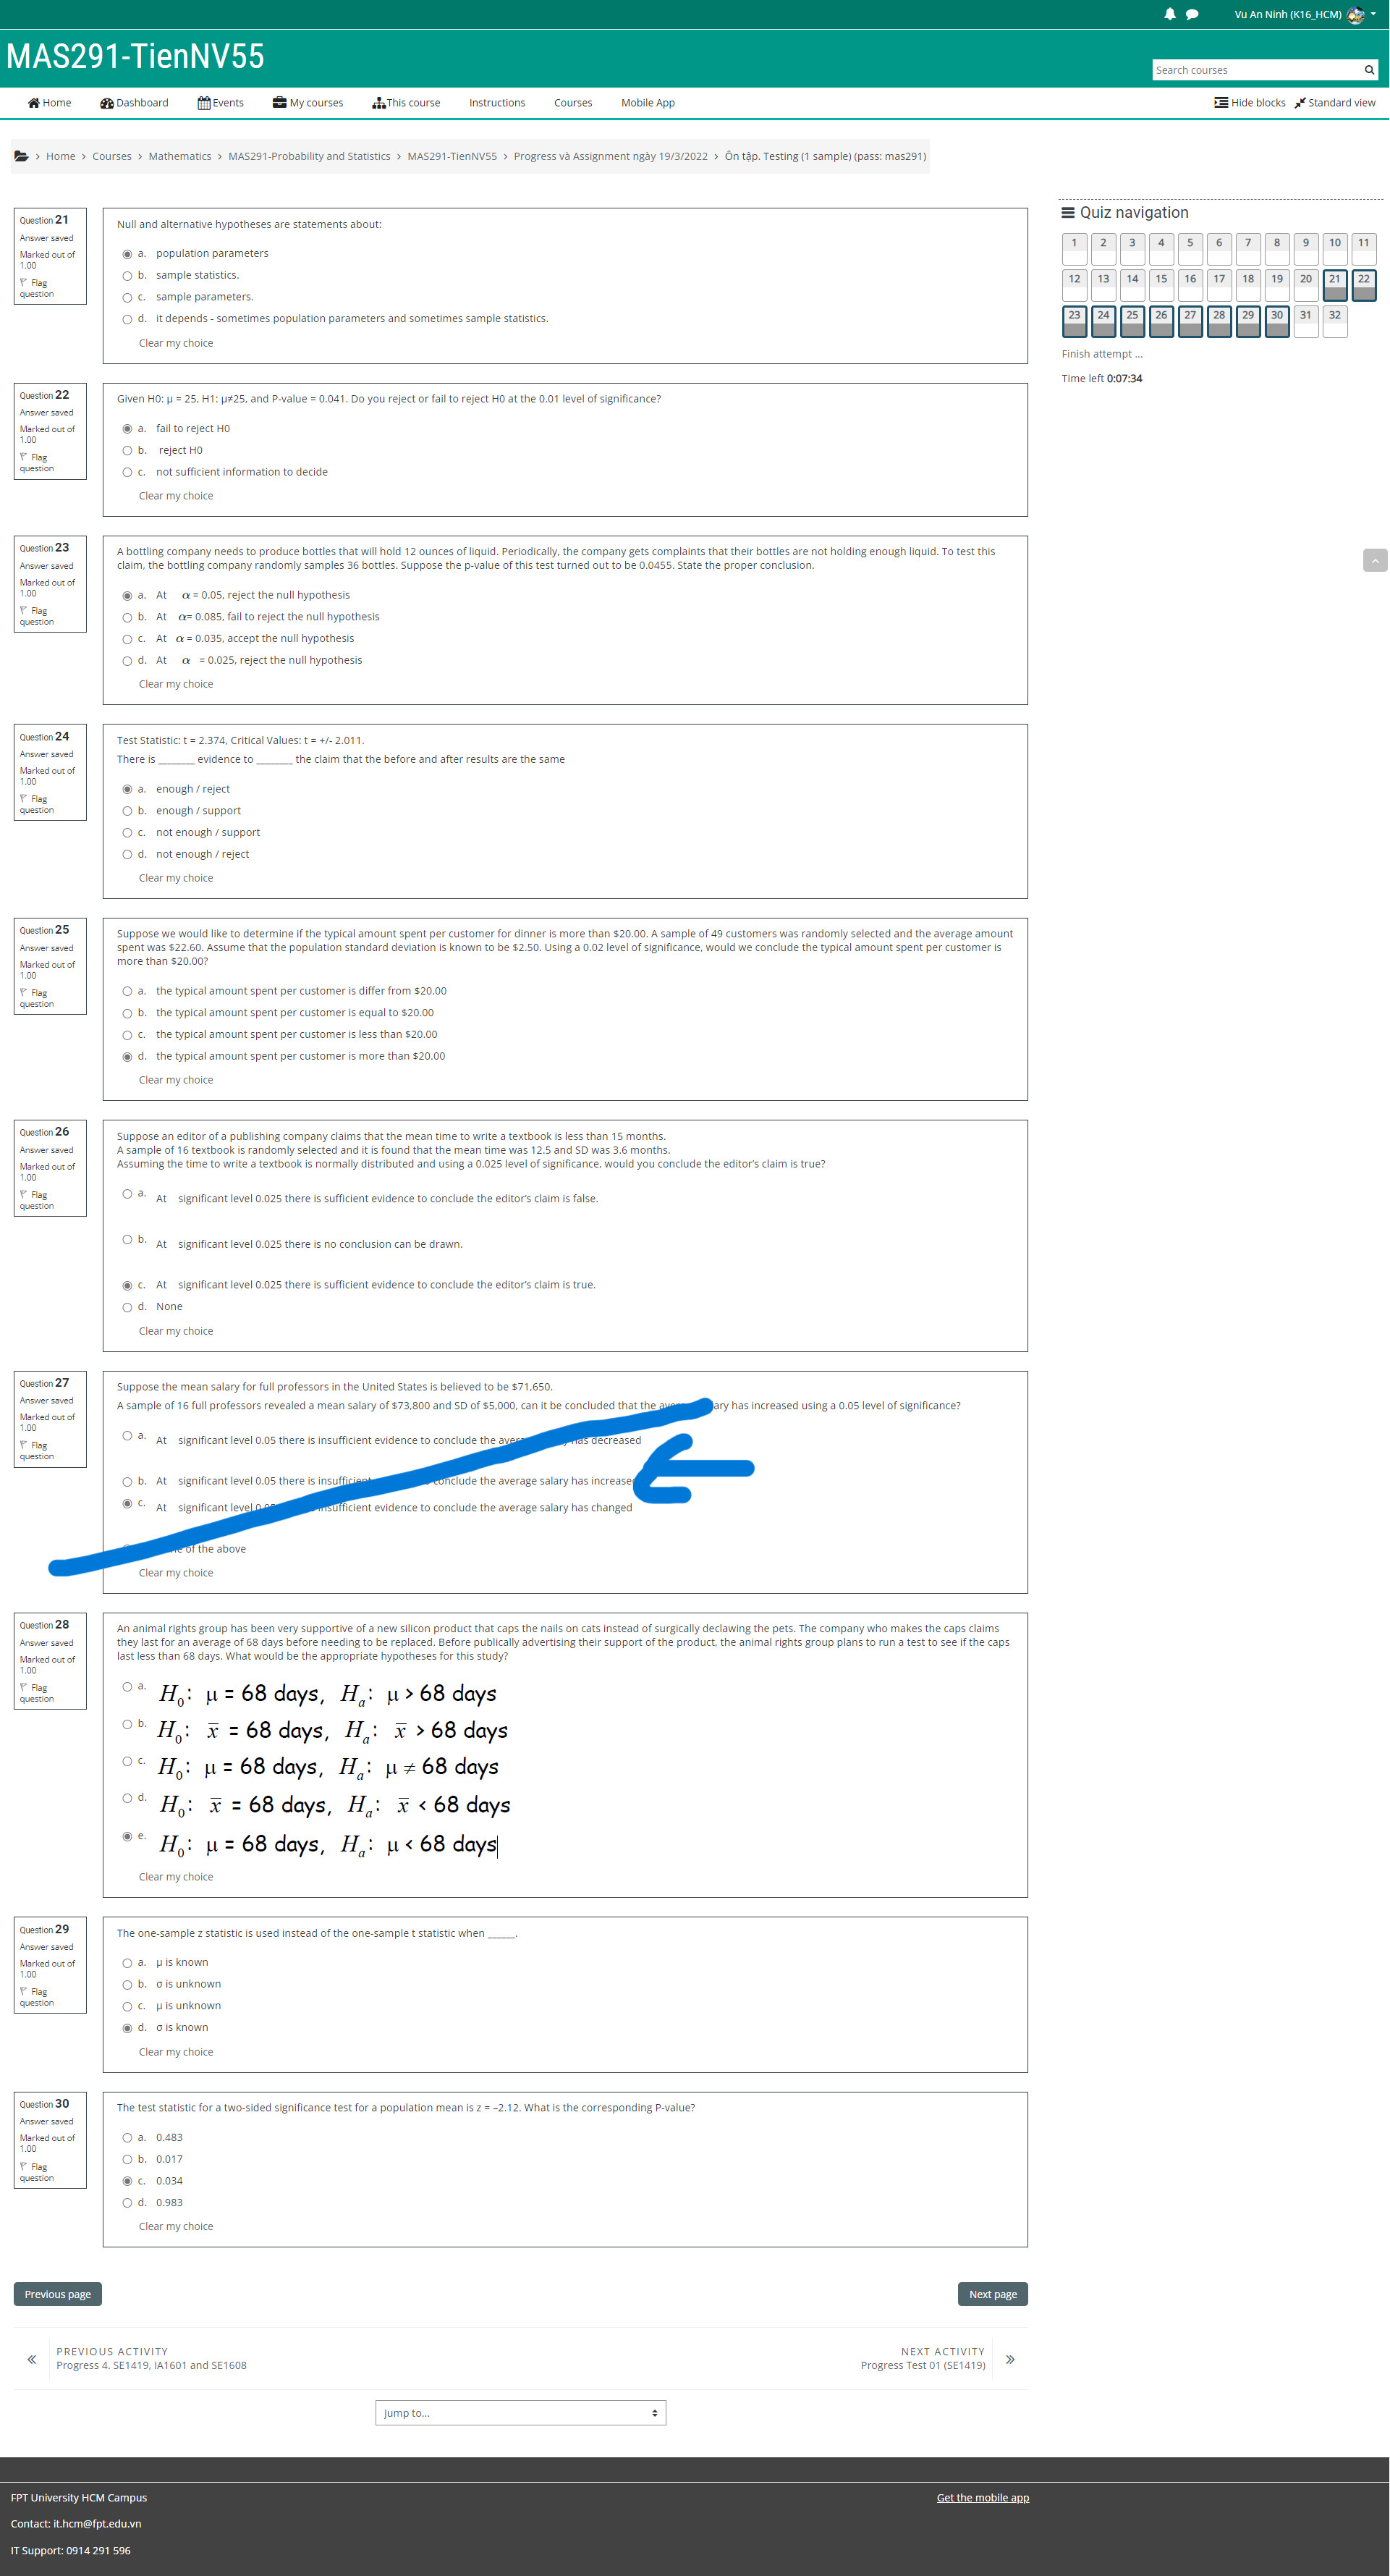 Vu An Ninh (K16_HCM)
MAS291-TienNV55
Search courses
Home Dashboard Events My courses This course Instructions Courses Mobile App Hide blocks Standard view
Home Courses Mathematics MAS291-Probability and Statistics MAS291-TienNV55 Progress và Assignment ngày 19/3/2022 Ôn tập. Testing (1 sample) (pass: mas291)
Question 21
Answer saved
Marked out of
1.00
Flag
question
Null and alternative hypotheses are statements about:
a. population parameters
b. sample statistics.
c. sample parameters.
d. it depends - sometimes population parameters and sometimes sample statistics.
Clear my choice
Question 22
Answer saved
Marked out of
1.00
Flag
question
Given H0: μ = 25, H1: μ≠25, and P-value = 0.041. Do you reject or fail to reject H0 at the 0.01 level of significance?
a. fail to reject H0
b. reject H0
c. not sufficient information to decide
Clear my choice
Question 23
Answer saved
Marked out of
1.00
Flag
question
A bottling company needs to produce bottles that will hold 12 ounces of liquid. Periodically, the company gets complaints that their bottles are not holding enough liquid. To test this
claim, the bottling company randomly samples 36 bottles. Suppose the p-value of this test turned out to be 0.0455. State the proper conclusion.
a. At α = 0.05, reject the null hypothesis
b. At α= 0.085, fail to reject the null hypothesis
c. At α = 0.035, accept the null hypothesis
d. At α = 0.025, reject the null hypothesis
Clear my choice
Question 24
Answer saved
Marked out of
1.00
Flag
question
Test Statistic: t = 2.374, Critical Values: t = +/- 2.011.
There is _______ evidence to _______ the claim that the before and after results are the same
a. enough / reject
b. enough / support
c. not enough / support
d. not enough / reject
Clear my choice
Question 25
Answer saved
Marked out of
1.00
Flag
question
Suppose we would like to determine if the typical amount spent per customer for dinner is more than $20.00. A sample of 49 customers was randomly selected and the average amount
spent was $22.60. Assume that the population standard deviation is known to be $2.50. Using a 0.02 level of significance, would we conclude the typical amount spent per customer is
more than $20.00?
a. the typical amount spent per customer is differ from $20.00
b. the typical amount spent per customer is equal to $20.00
c. the typical amount spent per customer is less than $20.00
d. the typical amount spent per customer is more than $20.00
Clear my choice
Question 26
Answer saved
Marked out of
1.00
Flag
question
Suppose an editor of a publishing company claims that the mean time to write a textbook is less than 15 months.
A sample of 16 textbook is randomly selected and it is found that the mean time was 12.5 and SD was 3.6 months.
Assuming the time to write a textbook is normally distributed and using a 0.025 level of significance, would you conclude the editor's claim is true?
a. At significant level 0.025 there is sufficient evidence to conclude the editor's claim is false.
b. At significant level 0.025 there is no conclusion can be drawn.
c. At significant level 0.025 there is sufficient evidence to conclude the editor's claim is true.
d. None
Clear my choice
Question 27
Answer saved
Marked out of
1.00
Flag
question
Suppose the mean salary for full professors in the United States is believed to be $71,650.
A sample of 16 full professors revealed a mean salary of $73,800 and SD of $5,000, can it be concluded that the has increased using a 0.05 level of significance?
a. At significant level 0.05 there is insufficient evidence to conclude the has decreased
b. At significant level 0.05 there is insufficient conclude the average salary has increased
c. At significant level insufficient evidence to conclude the average salary has changed
of the above
Clear my choice
Question 28
Answer saved
Marked out of
1.00
Flag
question
An animal rights group has been very supportive of a new silicon product that caps the nails on cats instead of surgically declawing the pets. The company who makes the caps claims
they last for an average of 68 days before needing to be replaced. Before publically advertising their support of the product, the animal rights group plans to run a test to see if the caps
last less than 68 days. What would be the appropriate hypotheses for this study?
a. H₀: μ = 68 days, Hₐ: μ > 68 days
b. H₀: x̄ = 68 days, Hₐ: x̄ > 68 days
c. H₀: μ = 68 days, Hₐ: μ ≠ 68 days
d. H₀: x̄ = 68 days, Hₐ: x̄ < 68 days
e. H₀: μ = 68 days, Hₐ: μ < 68 days
Clear my choice
Question 29
Answer saved
Marked out of
1.00
Flag
question
The one-sample z statistic is used instead of the one-sample t statistic when ______.
a. μ is known
b. σ is unknown
c. μ is unknown
d. σ is known
Clear my choice
Question 30
Answer saved
Marked out of
1.00
Flag
question
The test statistic for a two-sided significance test for a population mean is z = –2.12. What is the corresponding P-value?
a. 0.483
b. 0.017
c. 0.034
d. 0.983
Clear my choice
Previous page Next page
PREVIOUS ACTIVITY
Progress 4. SE1419, IA1601 and SE1608
NEXT ACTIVITY
Progress Test 01 (SE1419)
Jump to...
Quiz navigation
1 2 3 4 5 6 7 8 9 10 11
12 13 14 15 16 17 18 19 20 21 22
23 24 25 26 27 28 29 30 31 32
Finish attempt ...
Time left 0:07:34
FPT University HCM Campus
Get the mobile app
Contact: it.hcm@fpt.edu.vn
IT Support: 0914 291 596